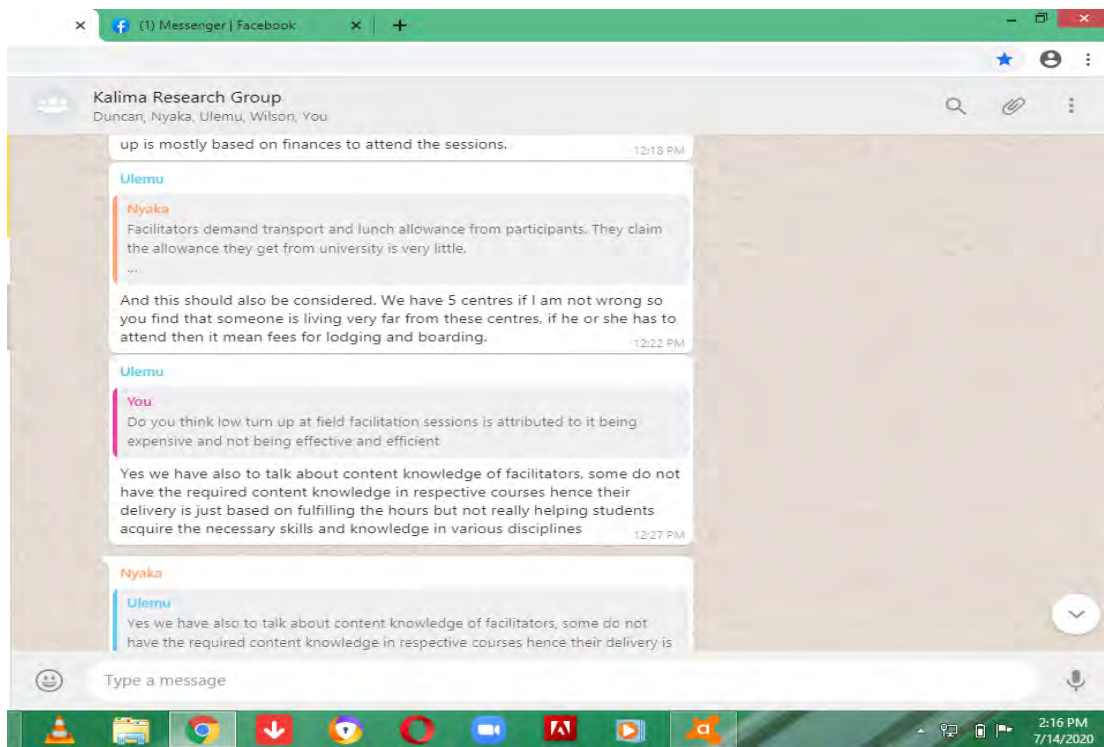 (1) Messenger | Facebook
Kalima Research Group
Duncan, Nyaka, Ulemu, Wilson, You
up is mostly based on finances to attend the sessions.
12:13 PM
Ulemu
Nyaka
Facilitators demand transport and lunch allowance from participants. They claim
the allowance they get from university is very little.
...
And this should also be considered. We have 5 centres if I am not wrong so
you find that someone is living very far from these centres, if he or she has to
attend then it mean fees for lodging and boarding.
12:22 PM
Ulemu
You
Do you think low turn up at field facilitation sessions is attributed to it being
expensive and not being effective and efficient
Yes we have also to talk about content knowledge of facilitators, some do not
have the required content knowledge in respective courses hence their
delivery is just based on fulfilling the hours but not really helping students
acquire the necessary skills and knowledge in various disciplines
12:27 PM
Nyaka
Ulemu
Yes we have also to talk about content knowledge of facilitators, some do not
have the required content knowledge in respective courses hence their delivery is
Type a message
2:16 PM
7/14/2020